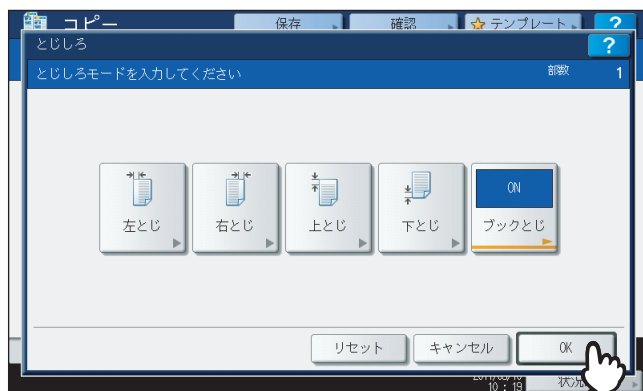 コピー 保存 確認 テンプレート ?
とじしろ ?
とじしろモードを入力してください 部数 1
ON
左とじ 右とじ 上とじ 下とじ ブックとじ
リセット キャンセル OK
10:19